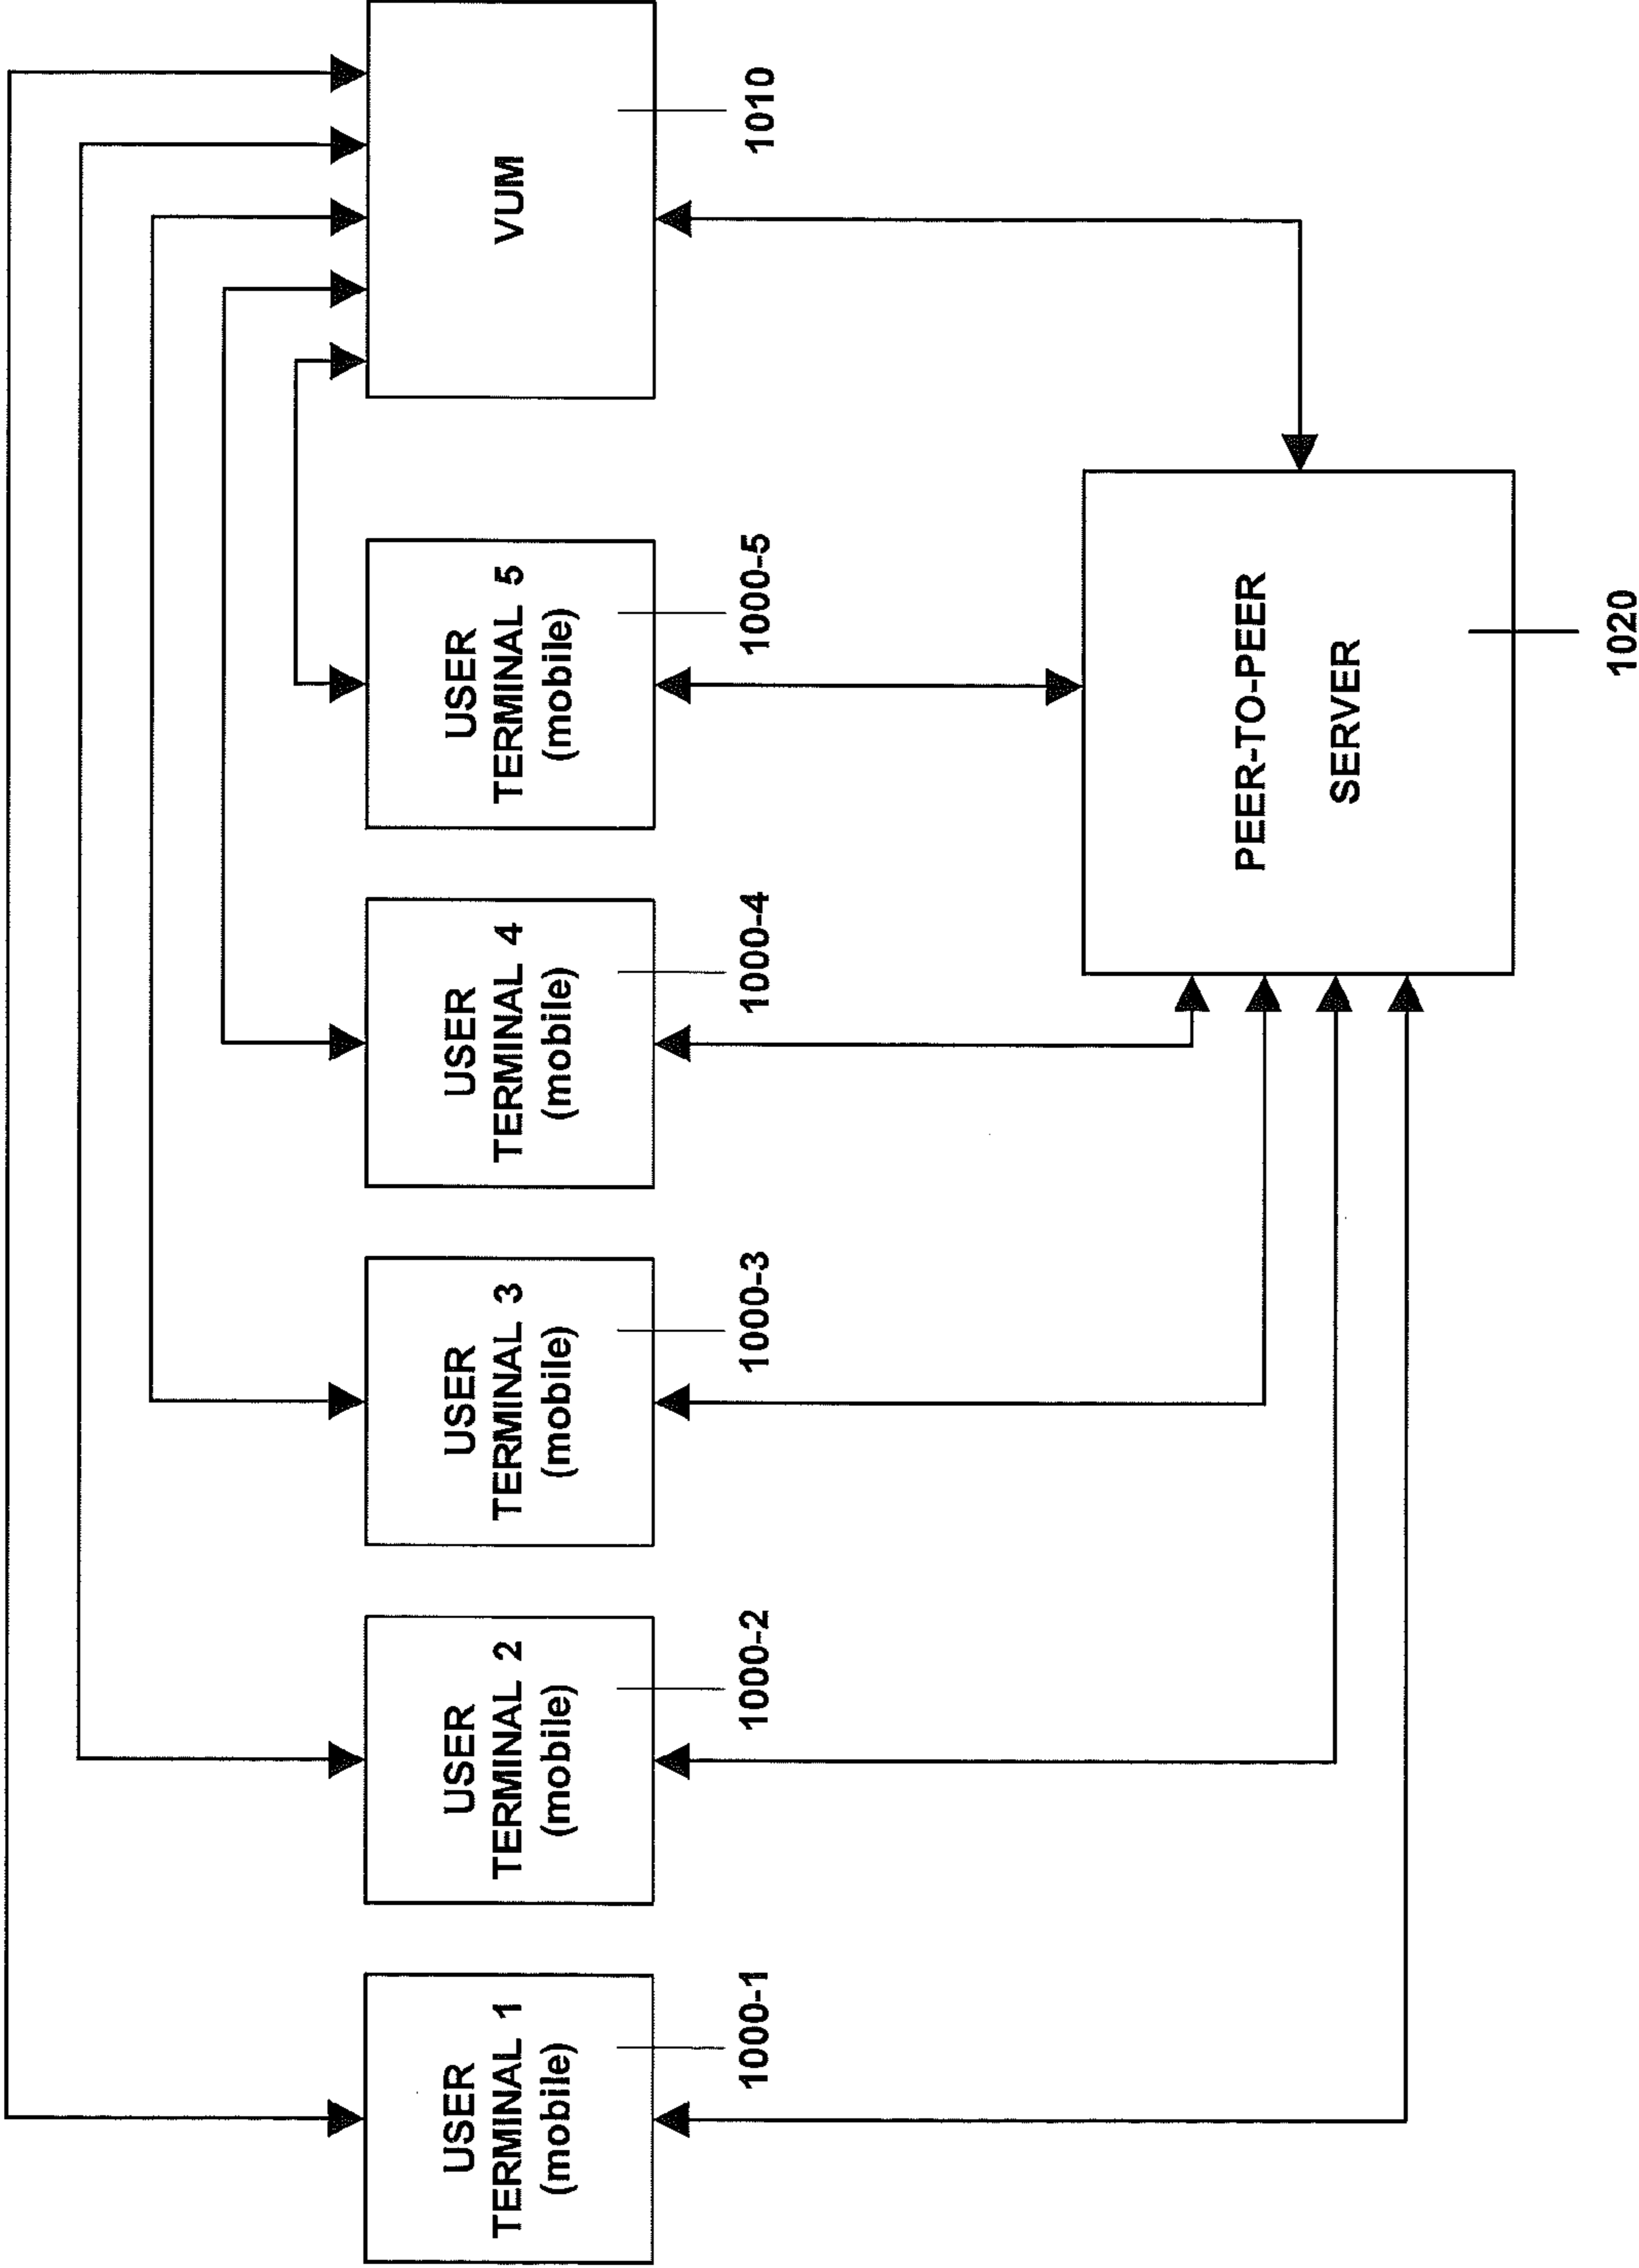 USER
TERMINAL 1
(mobile)
1000-1
USER
TERMINAL 2
(mobile)
1000-2
USER
TERMINAL 3
(mobile)
1000-3
USER
TERMINAL 4
(mobile)
1000-4
USER
TERMINAL 5
(mobile)
1000-5
VUM
1010
PEER-TO-PEER
SERVER
1020